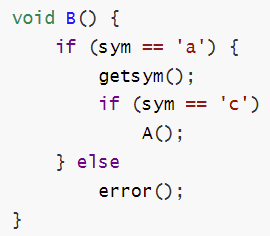 void B() {
    if (sym == 'a') {
        getsym();
        if (sym == 'c')
            A();
    } else
        error();
}